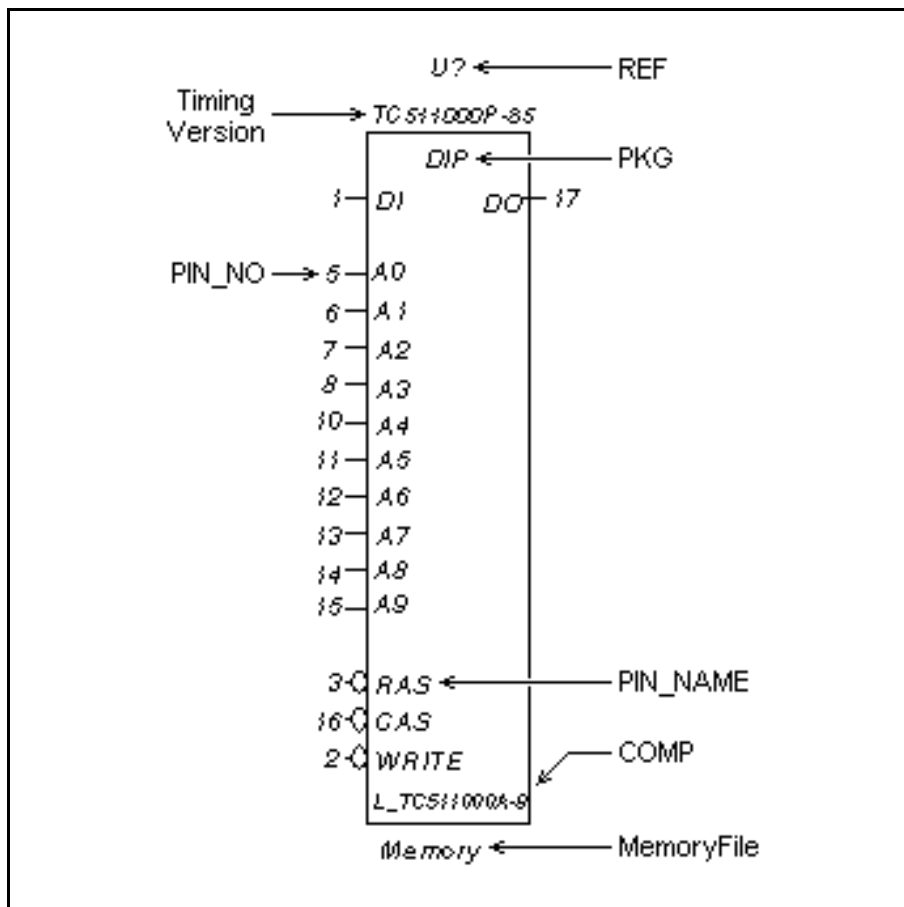 U? REF
Timing
Version
TC511000P-85
DIP PKG
1 DI DO 17
PIN_NO 5 A0
6 A1
7 A2
8 A3
10 A4
11 A5
12 A6
13 A7
14 A8
15 A9
3 RAS PIN_NAME
16 CAS
2 WRITE COMP
L_TC511000A-9
Memory MemoryFile